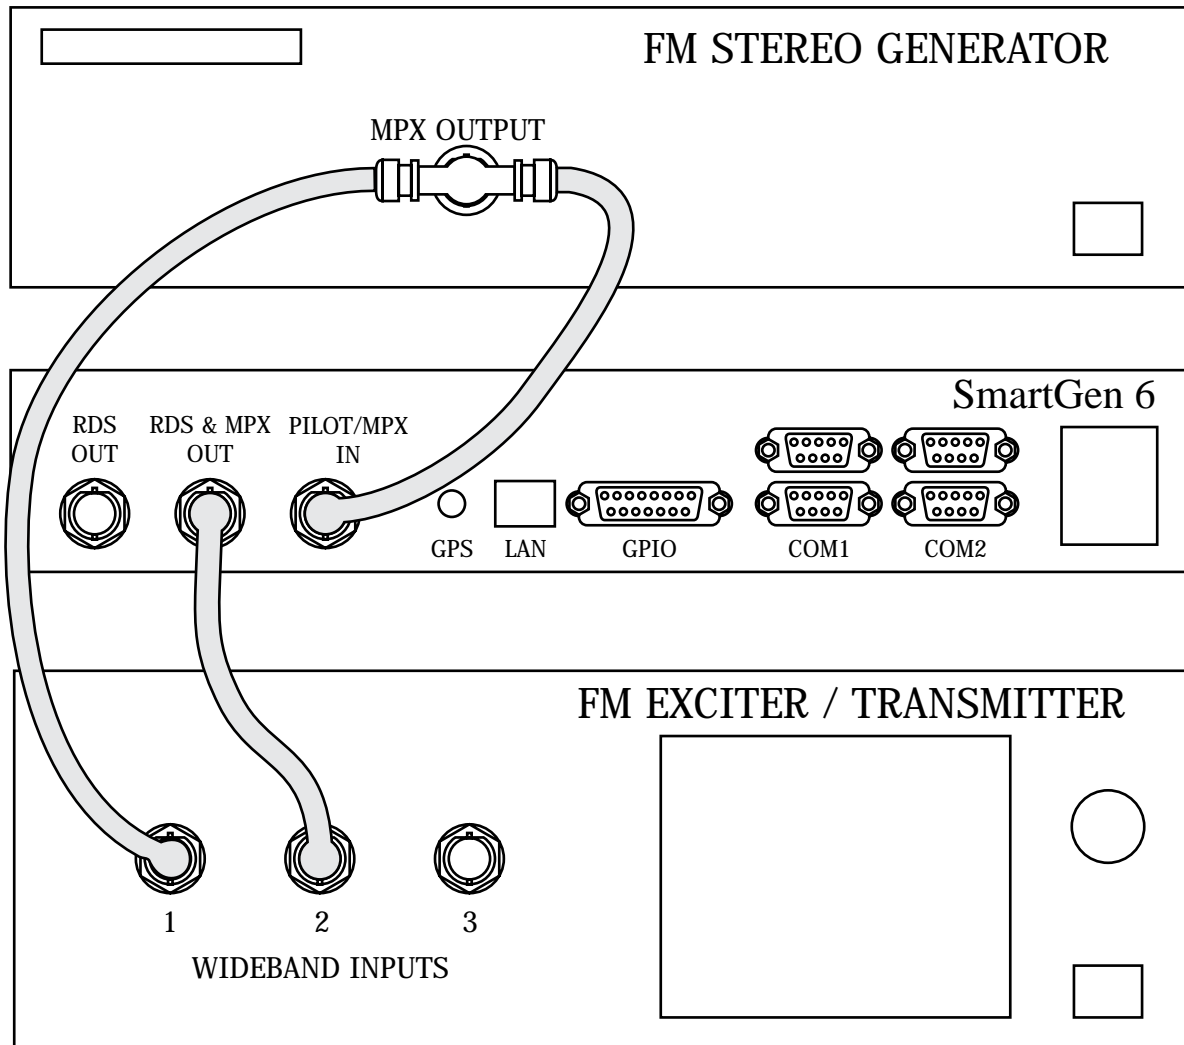 FM STEREO GENERATOR
MPX OUTPUT
SmartGen 6
RDS
OUT
RDS & MPX
OUT
PILOT/MPX
IN
GPS
LAN
GPIO
COM1
COM2
FM EXCITER / TRANSMITTER
1
2
3
WIDEBAND INPUTS